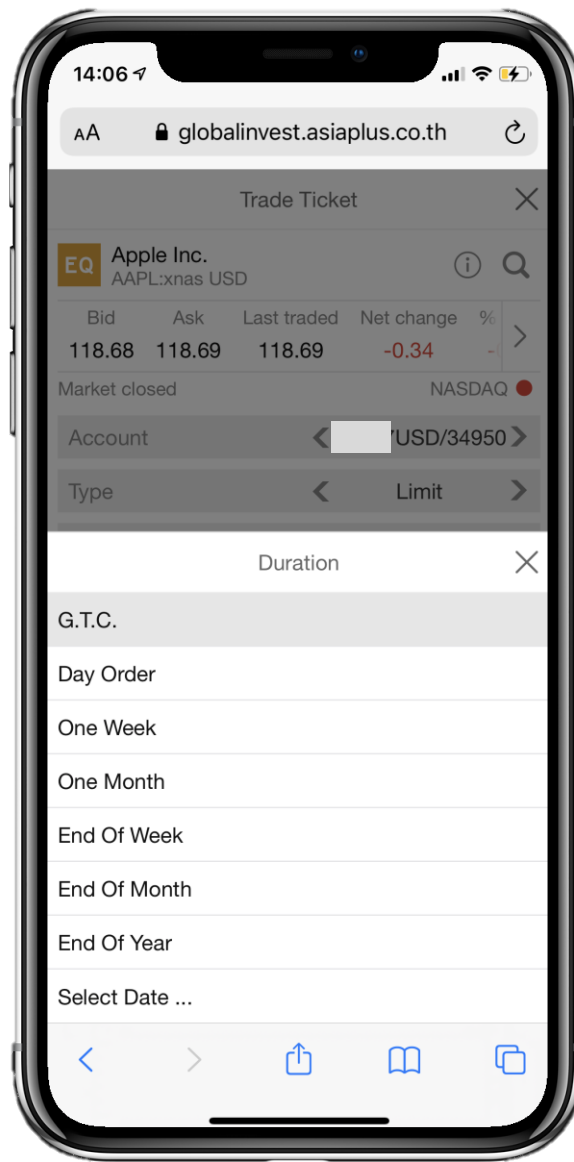 14:06
AA globalinvest.asiaplus.co.th
Trade Ticket
EQ Apple Inc.
AAPL:xnas USD
Bid Ask Last traded Net change %
118.68 118.69 118.69 -0.34 -
Market closed NASDAQ
Account USD/34950
Type Limit
Duration
G.T.C.
Day Order
One Week
One Month
End Of Week
End Of Month
End Of Year
Select Date ...